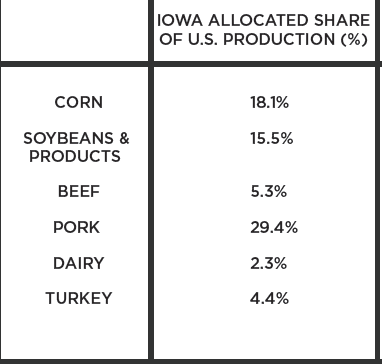 IOWA ALLOCATED SHARE
OF U.S. PRODUCTION (%)
CORN 18.1%
SOYBEANS & 15.5%
PRODUCTS
BEEF 5.3%
PORK 29.4%
DAIRY 2.3%
TURKEY 4.4%